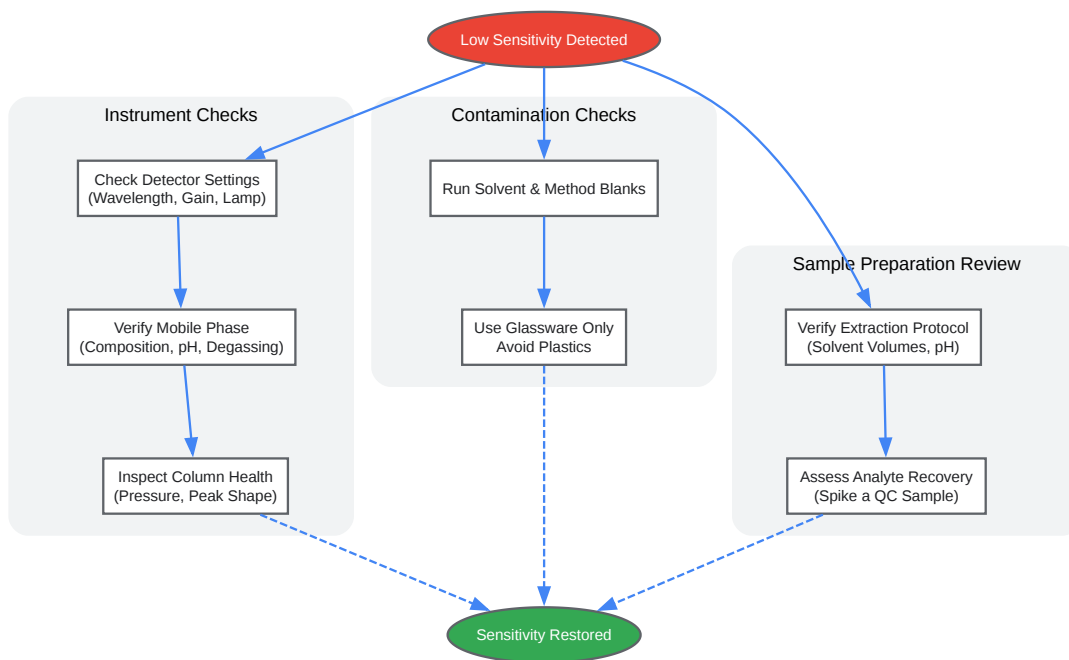 Low Sensitivity Detected
Instrument Checks
Check Detector Settings
(Wavelength, Gain, Lamp)
Verify Mobile Phase
(Composition, pH, Degassing)
Inspect Column Health
(Pressure, Peak Shape)
Contamination Checks
Run Solvent & Method Blanks
Use Glassware Only
Avoid Plastics
Sample Preparation Review
Verify Extraction Protocol
(Solvent Volumes, pH)
Assess Analyte Recovery
(Spike a QC Sample)
Sensitivity Restored